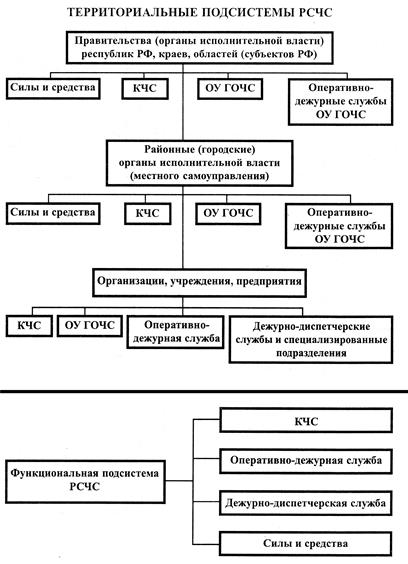 ТЕРРИТОРИАЛЬНЫЕ ПОДСИСТЕМЫ РСЧС
Правительства (органы исполнительной власти)
республик РФ, краев, областей (субъектов РФ)
Силы и средства
КЧС
ОУ ГОЧС
Оперативно-
дежурные службы
ОУ ГОЧС
Районные (городские)
органы исполнительной власти
(местного самоуправления)
Силы и средства
КЧС
ОУ ГОЧС
Оперативно-
дежурные службы
ОУ ГОЧС
Организации, учреждения, предприятия
КЧС
ОУ ГОЧС
Оперативно-
дежурная служба
Дежурно-диспетчерские
службы и специализированные
подразделения
Функциональная подсистема
РСЧС
КЧС
Оперативно-дежурная служба
Дежурно-диспетчерская служба
Силы и средства